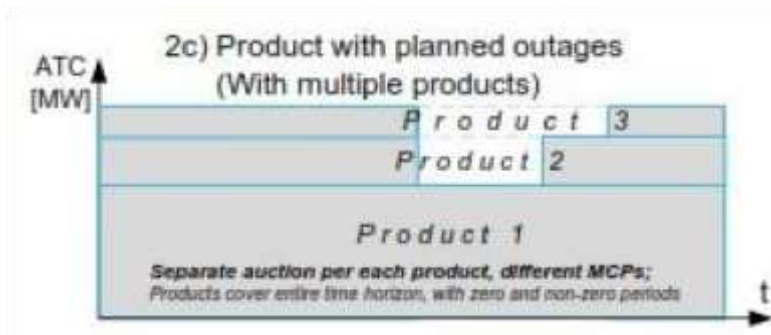 2c) Product with planned outages
(With multiple products)
ATC
[MW]
Product 3
Product 2
Product 1
Separate auction per each product, different MCPs;
Products cover entire time horizon, with zero and non-zero periods
t